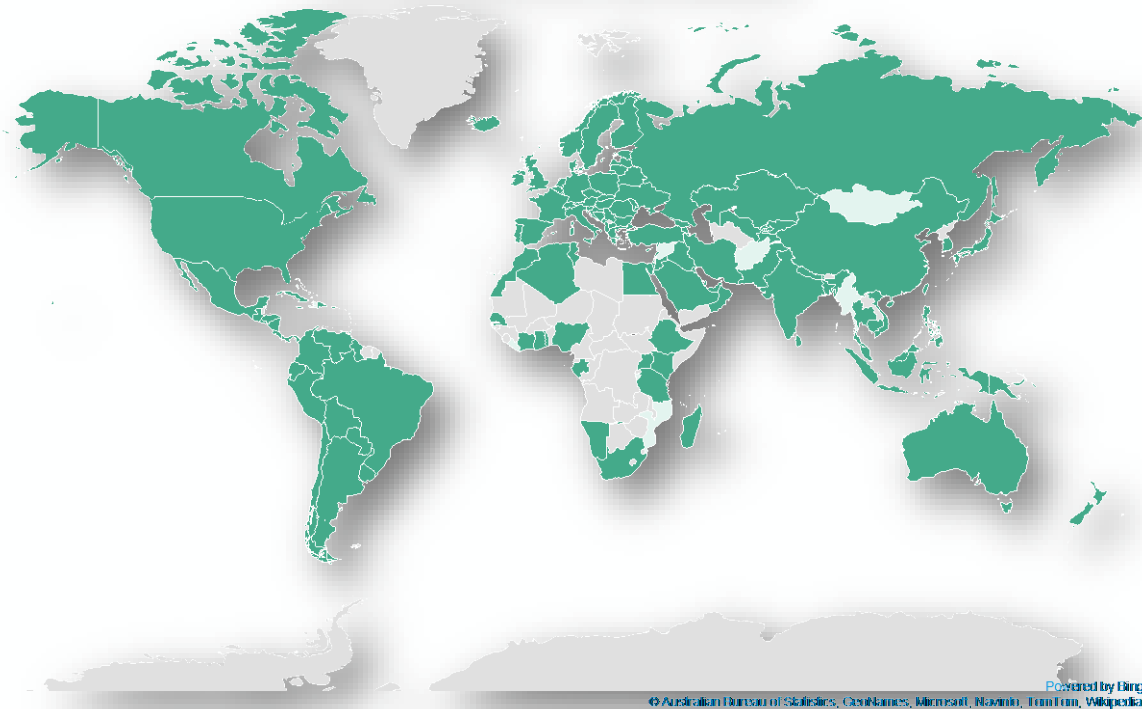 Powered by Bing
© Australian Bureau of Statistics, GeoNames, Microsoft, Navinfo, TomTom, Wikipedia